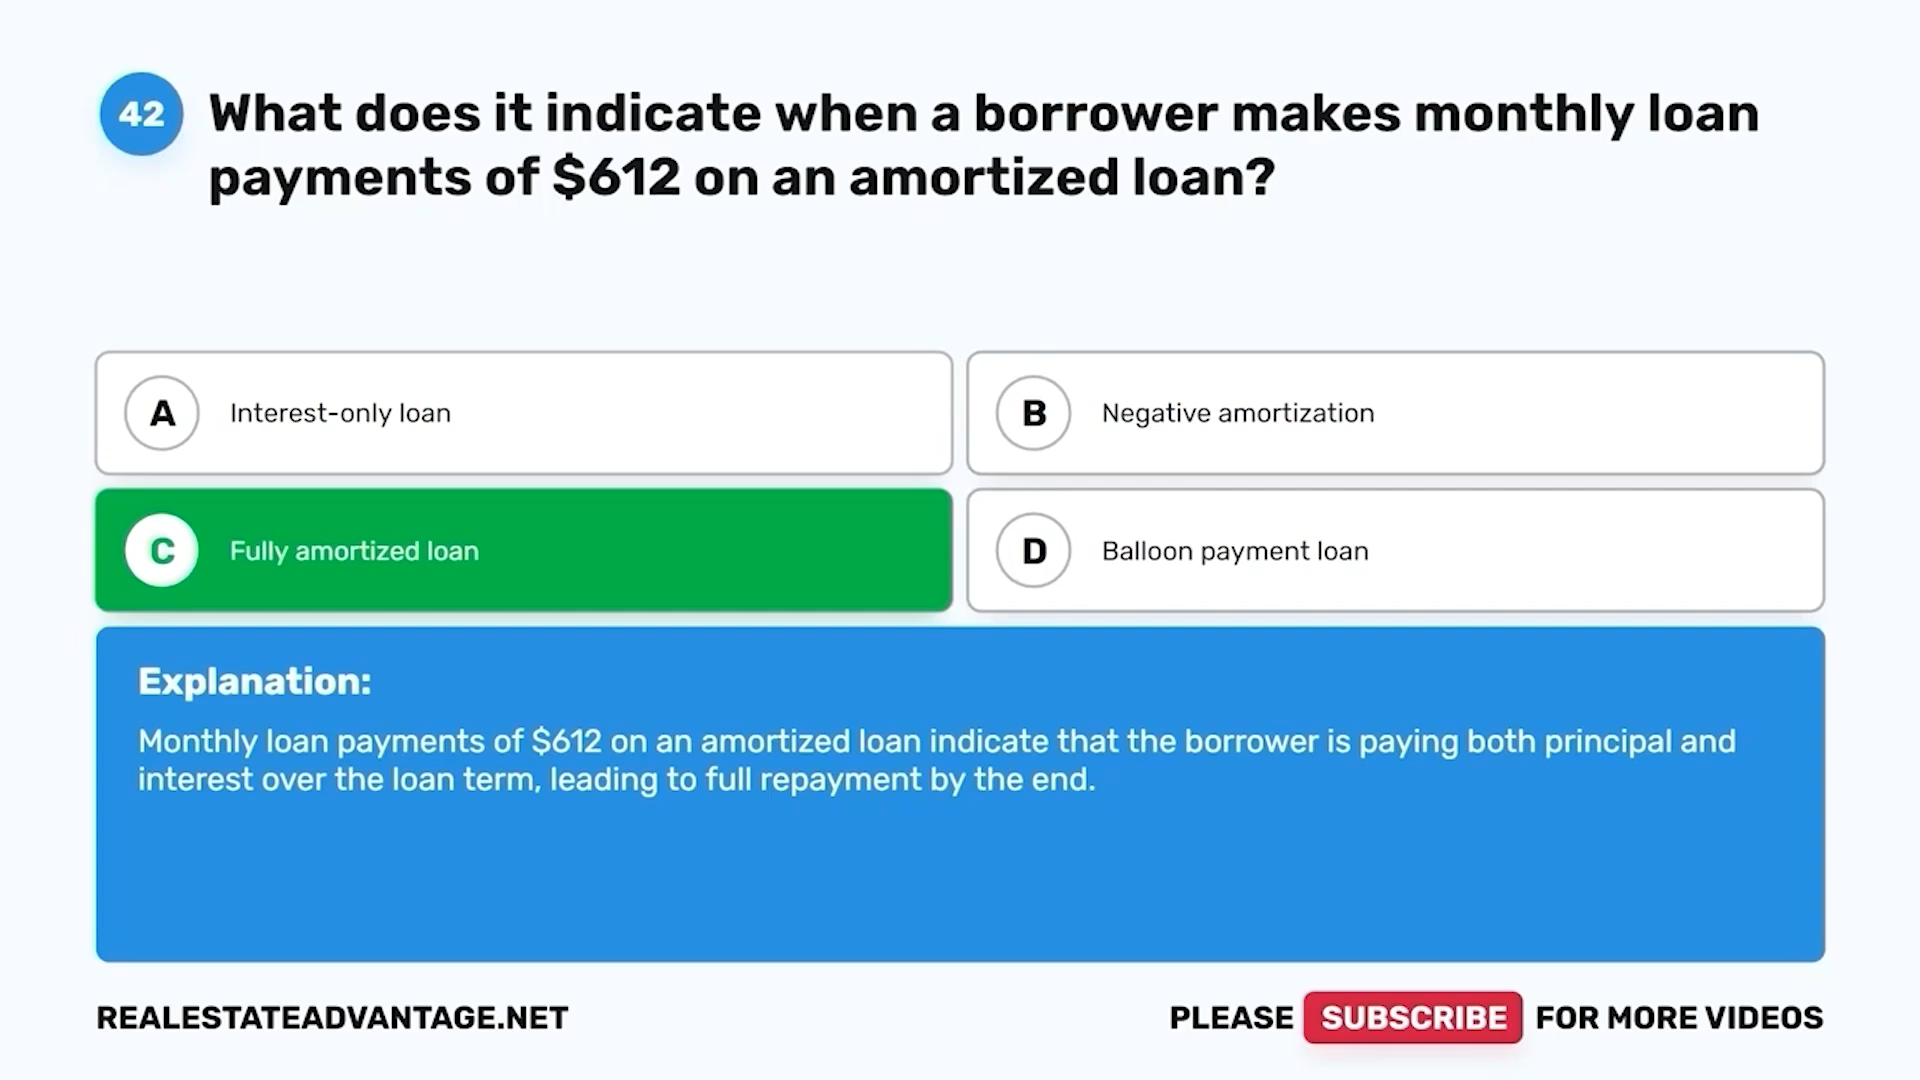 42
What does it indicate when a borrower makes monthly loan
payments of $612 on an amortized loan?
A Interest-only loan
B Negative amortization
C Fully amortized loan
D Balloon payment loan
Explanation:
Monthly loan payments of $612 on an amortized loan indicate that the borrower is paying both principal and
interest over the loan term, leading to full repayment by the end.
REALESTATEADVANTAGE.NET
PLEASE SUBSCRIBE FOR MORE VIDEOS